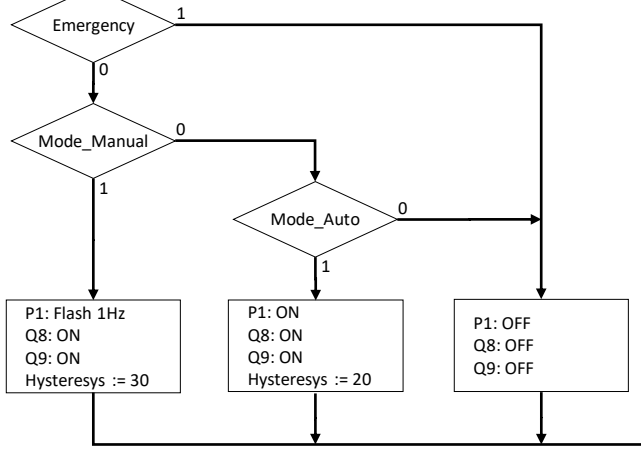 Emergency
1
0
Mode_Manual
0
1
Mode_Auto
0
1
P1: Flash 1Hz
Q8: ON
Q9: ON
Hysteresys := 30
P1: ON
Q8: ON
Q9: ON
Hysteresys := 20
P1: OFF
Q8: OFF
Q9: OFF